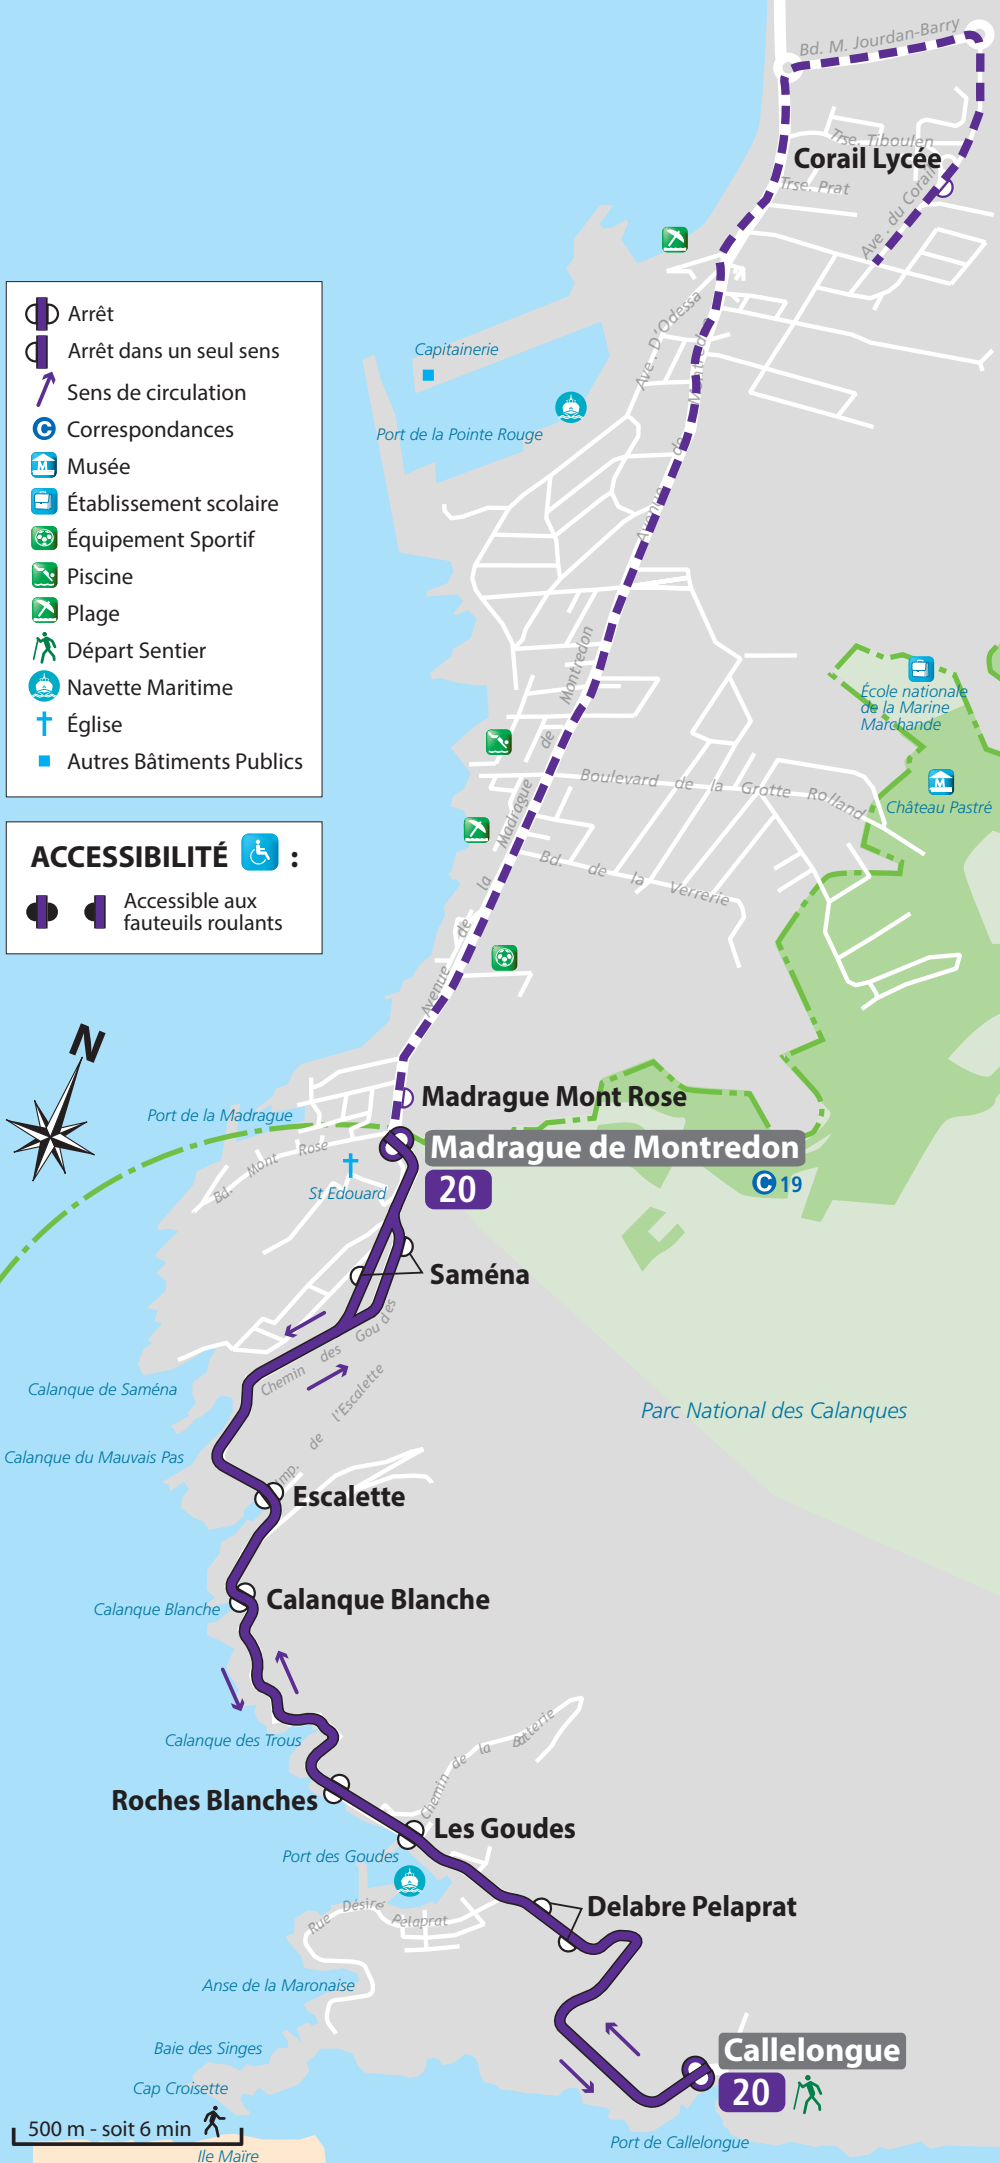 Bd. M. Jourdan-Barry
Trse. Tiboulen
Corail Lycée
Trse. Prat
Ave. du Corail
Ave. D'Odessa
Avenue de Montredon
Capitainerie
Port de la Pointe Rouge
Arrêt
Arrêt dans un seul sens
Sens de circulation
C Correspondances
M Musée
Établissement scolaire
Équipement Sportif
Piscine
Plage
Départ Sentier
Navette Maritime
Église
Autres Bâtiments Publics
ACCESSIBILITÉ :
Accessible aux
fauteuils roulants
N
École nationale
de la Marine
Marchande
M
Château Pastré
Boulevard de la Grotte Rolland
Bd. de la Verrerie
Avenue de la Madrague de Montredon
Port de la Madrague
Madrague Mont Rose
Madrague de Montredon
20
C 19
Bd. Mont Rose
St Edouard
Saména
Chemin des Goudes
Imp. de l'Escalette
Calanque de Saména
Calanque du Mauvais Pas
Parc National des Calanques
Escalette
Calanque Blanche
Calanque Blanche
Calanque des Trous
Chemin de la Batterie
Roches Blanches
Les Goudes
Port des Goudes
Rue Désiré Pelaprat
Delabre Pelaprat
Anse de la Maronaise
Baie des Singes
Cap Croisette
Callelongue
20
500 m - soit 6 min
Port de Callelongue
Ile Maïre